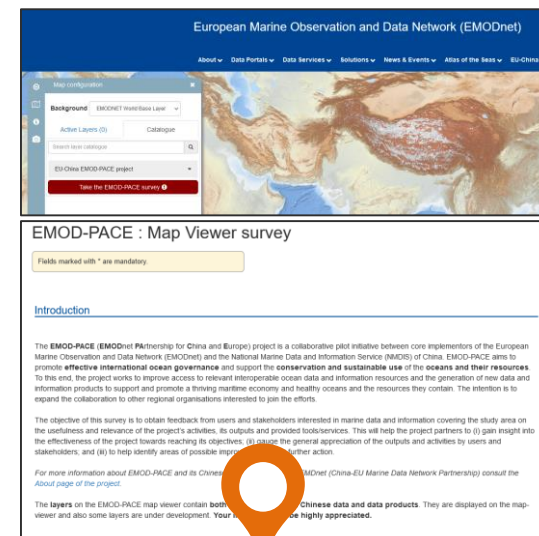 European Marine Observation and Data Network (EMODnet)
About Data Portals Data Services Solutions News & Events Atlas of the Seas EU-China
Map configuration ×
Background EMODNET World Base Layer
Active Layers (0) Catalogue
Search layer catalogue
EU-China EMOD-PACE project
Take the EMOD-PACE survey
EMOD-PACE : Map Viewer survey
Fields marked with * are mandatory.
Introduction
The EMOD-PACE (EMODnet PArtnership for China and Europe) project is a collaborative pilot initiative between core implementors of the European
Marine Observation and Data Network (EMODnet) and the National Marine Data and Information Service (NMDIS) of China. EMOD-PACE aims to
promote effective international ocean governance and support the conservation and sustainable use of the oceans and their resources.
To this end, the project works to improve access to relevant interoperable ocean data and information resources and the generation of new data and
information products to support and promote a thriving maritime economy and healthy oceans and the resources they contain. The intention is to
expand the collaboration to other regional organisations interested to join the efforts.
The objective of this survey is to obtain feedback from users and stakeholders interested in marine data and information covering the study area on
the usefulness and relevance of the project's activities, its outputs and provided tools/services. This will help the project partners to (i) gain insight into
the effectiveness of the project towards reaching its objectives; (ii) gauge the general appreciation of the outputs and activities by users and
stakeholders; and (iii) to help identify areas of possible further action.
For more information about EMOD-PACE and its Chinese (China-EU Marine Data Network Partnership) consult the
About page of the project.
The layers on the EMOD-PACE map viewer contain both Chinese data and data products. They are displayed on the map-
viewer and also some layers are under development. Your be highly appreciated.